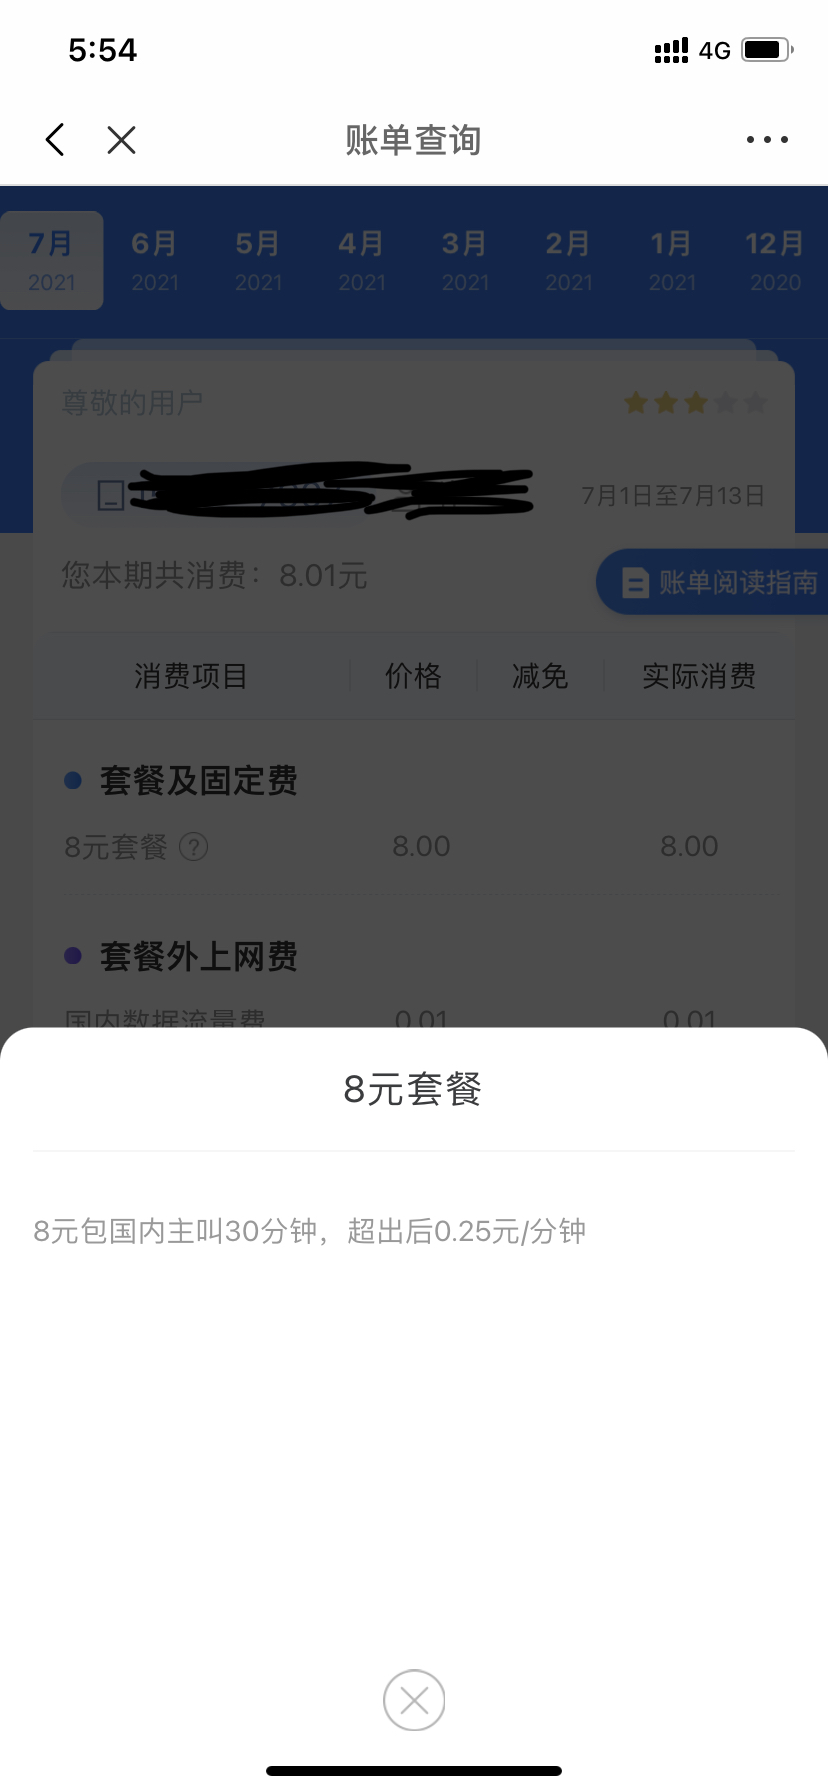 5:54
4G
账单查询
7月 6月 5月 4月 3月 2月 1月 12月
2021 2021 2021 2021 2021 2021 2021 2020
尊敬的用户
7月1日至7月13日
您本期共消费：8.01元
账单阅读指南
消费项目 价格 减免 实际消费
套餐及固定费
8元套餐 ? 8.00 8.00
套餐外上网费
国内数据流量费 0.01 0.01
8元套餐
8元包国内主叫30分钟，超出后0.25元/分钟